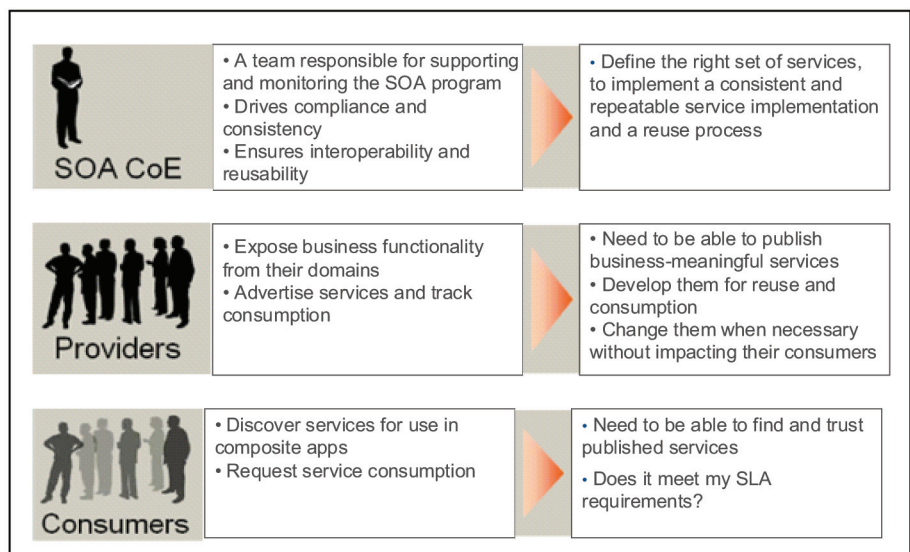 SOA CoE
• A team responsible for supporting
and monitoring the SOA program
• Drives compliance and
consistency
• Ensures interoperability and
reusability
• Define the right set of services,
to implement a consistent and
repeatable service implementation
and a reuse process
Providers
• Expose business functionality
from their domains
• Advertise services and track
consumption
• Need to be able to publish
business-meaningful services
• Develop them for reuse and
consumption
• Change them when necessary
without impacting their consumers
Consumers
• Discover services for use in
composite apps
• Request service consumption
• Need to be able to find and trust
published services
• Does it meet my SLA
requirements?